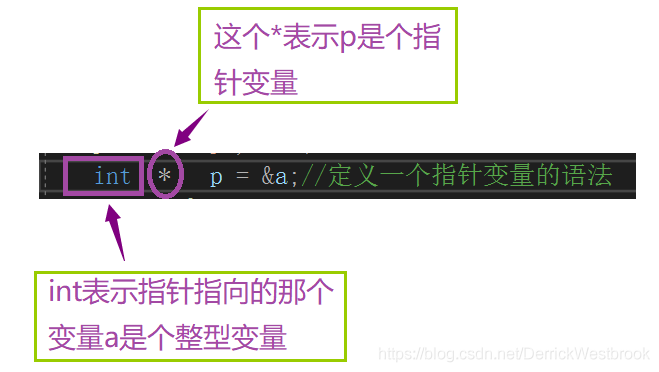 这个*表示p是个指
针变量
int * p = &a;//定义一个指针变量的语法
int表示指针指向的那个
变量a是个整型变量
https://blog.csdn.net/DerrickWestbrook